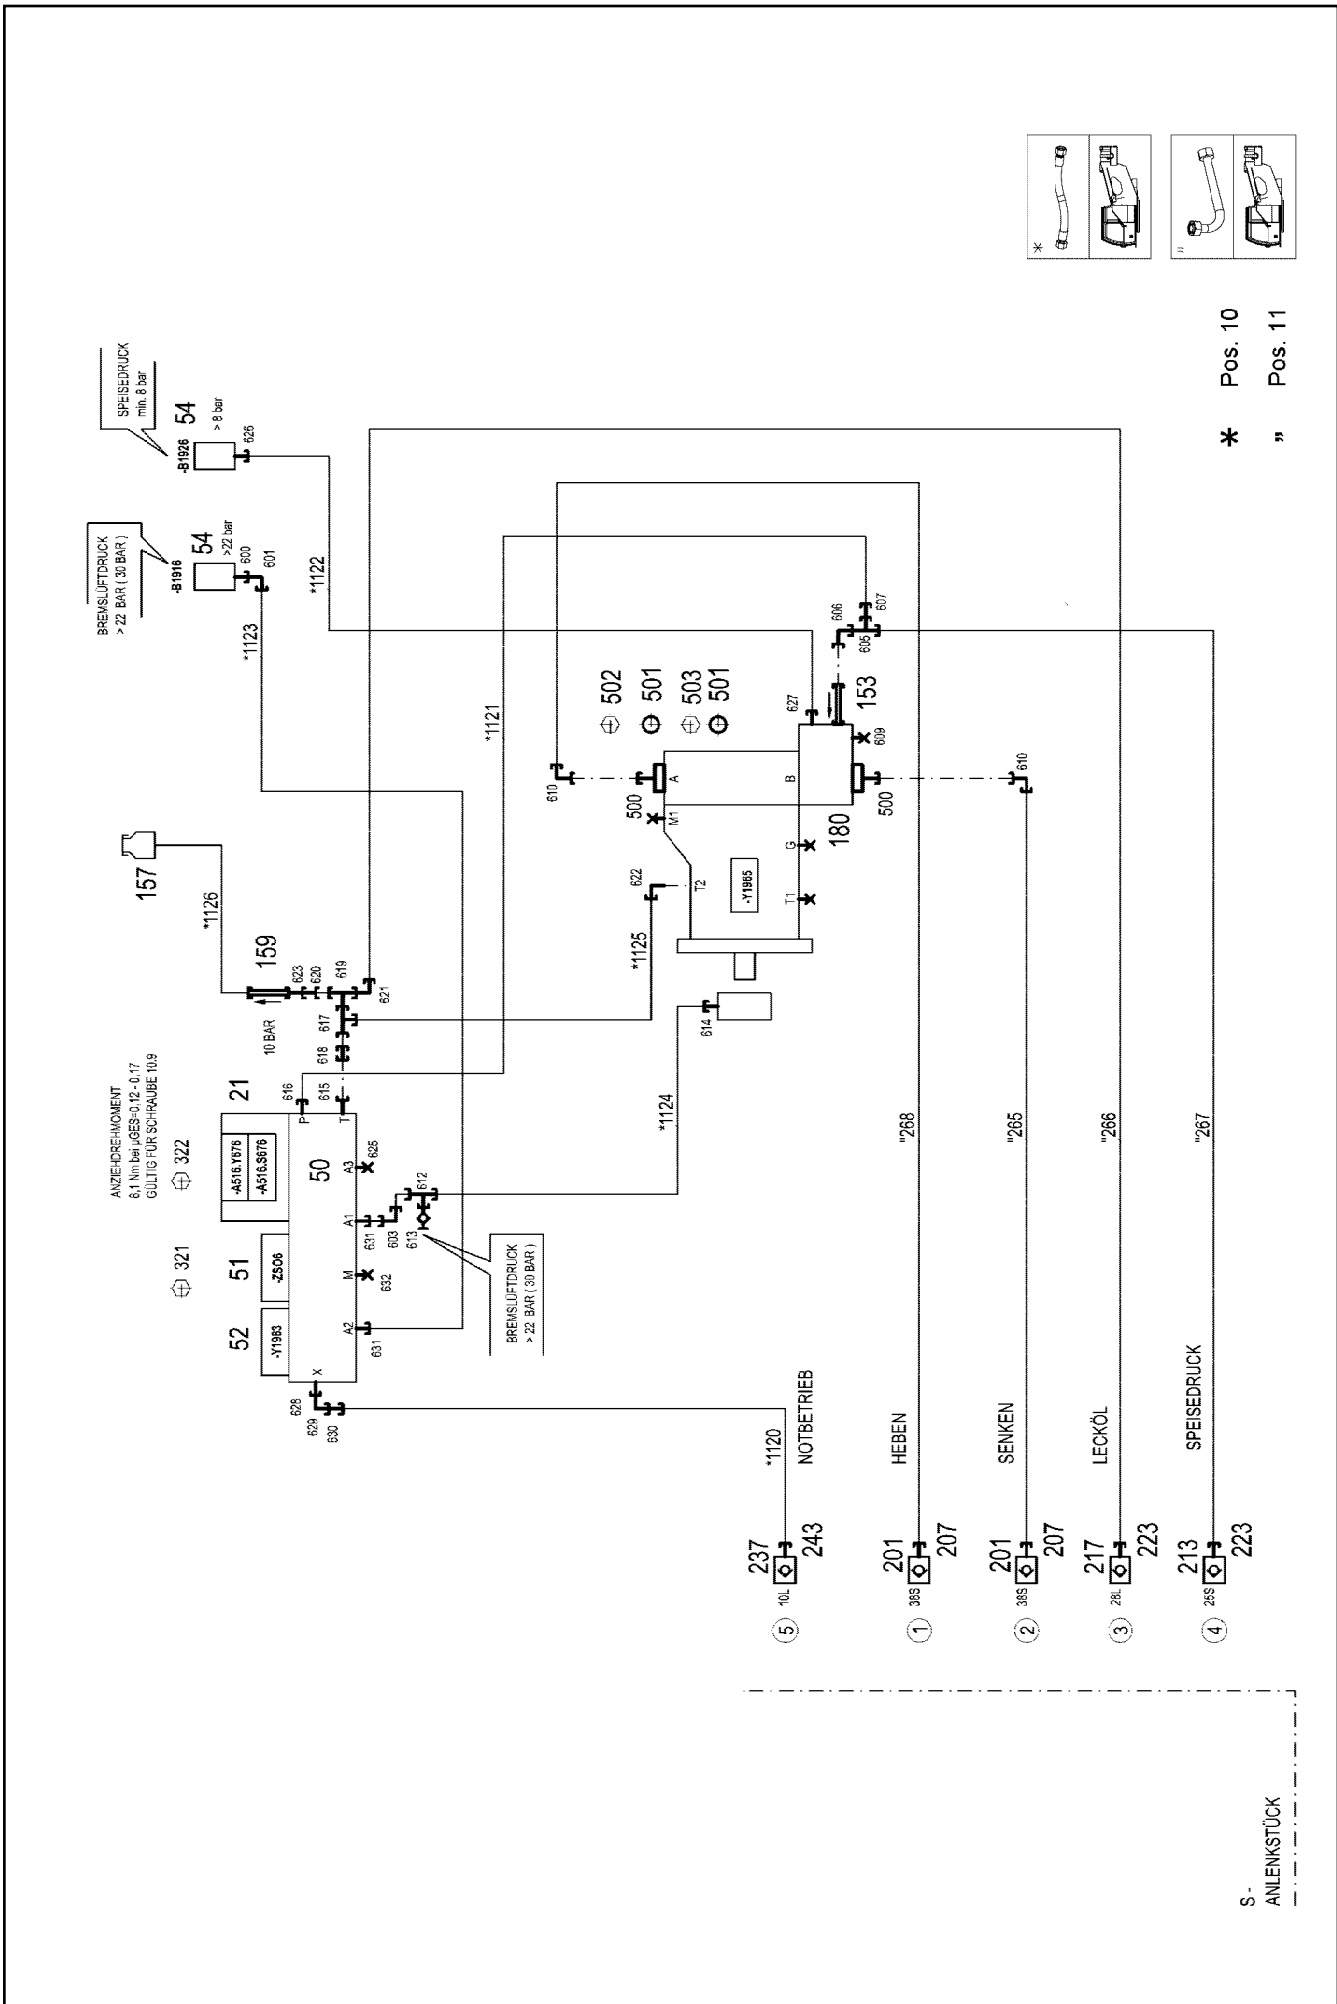 SPEISEDRUCK
min. 8 bar
-B1926
54
> 8 bar
626
BREMSLÜFTDRUCK
> 22 BAR ( 30 BAR )
-B1916
54
>22 bar
600
601
*1123
*1122
*1121
157
*1126
159
623
620
619
621
10 BAR
617
618
ANZIEHDREHMOMENT
6,1 Nm bei µGES=0,12 - 0,17
GÜLTIG FÜR SCHRAUBE 10.9
322
321
21
-A516.Y676
-A516.S676
616
615
P
T
50
51
-ZS06
52
-Y1983
X
A3
625
A1
631
603
613
612
M
632
A2
631
628
629
630
BREMSLÜFTDRUCK
> 22 BAR ( 30 BAR )
*1124
614
*1125
622
T2
-Y1985
T1
G
180
M1
500
A
B
500
610
610
502
501
503
501
627
153
609
606
607
605
*1120
NOTBETRIEB
237
243
10L
5
"268
HEBEN
201
207
38S
1
"265
SENKEN
201
207
38S
2
"266
LECKÖL
217
223
28L
3
"267
SPEISEDRUCK
213
223
25S
4
* Pos. 10
" Pos. 11
*
"
S -
ANLENKSTÜCK